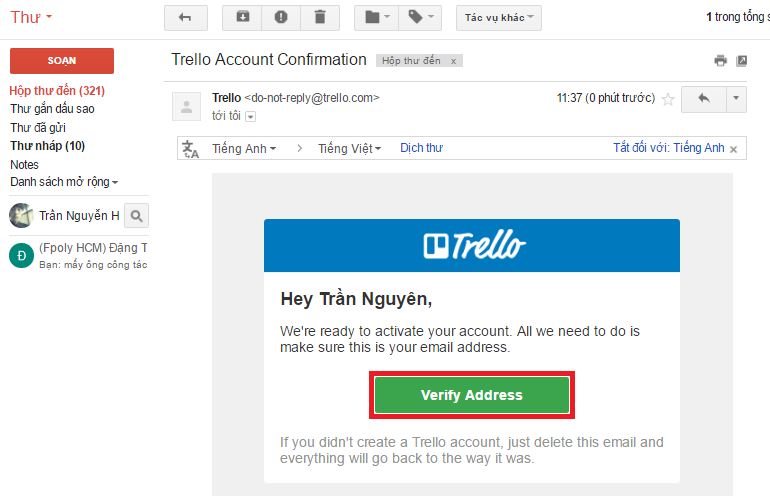 Thư
Tác vụ khác
1 trong tổng s
SOẠN
Trello Account Confirmation
Hộp thư đến x
Hộp thư đến (321)
Thư gắn dấu sao
Thư đã gửi
Thư nháp (10)
Notes
Danh sách mở rộng
Trần Nguyễn H
(Fpoly HCM) Đặng T
Bạn: mấy ông công tác
Đ
Trello <do-not-reply@trello.com>
11:37 (0 phút trước)
tới tôi
Tiếng Anh
Tiếng Việt
Dịch thư
Tắt đối với: Tiếng Anh x
Trello
Hey Trần Nguyên,
We're ready to activate your account. All we need to do is
make sure this is your email address.
Verify Address
If you didn't create a Trello account, just delete this email and
everything will go back to the way it was.